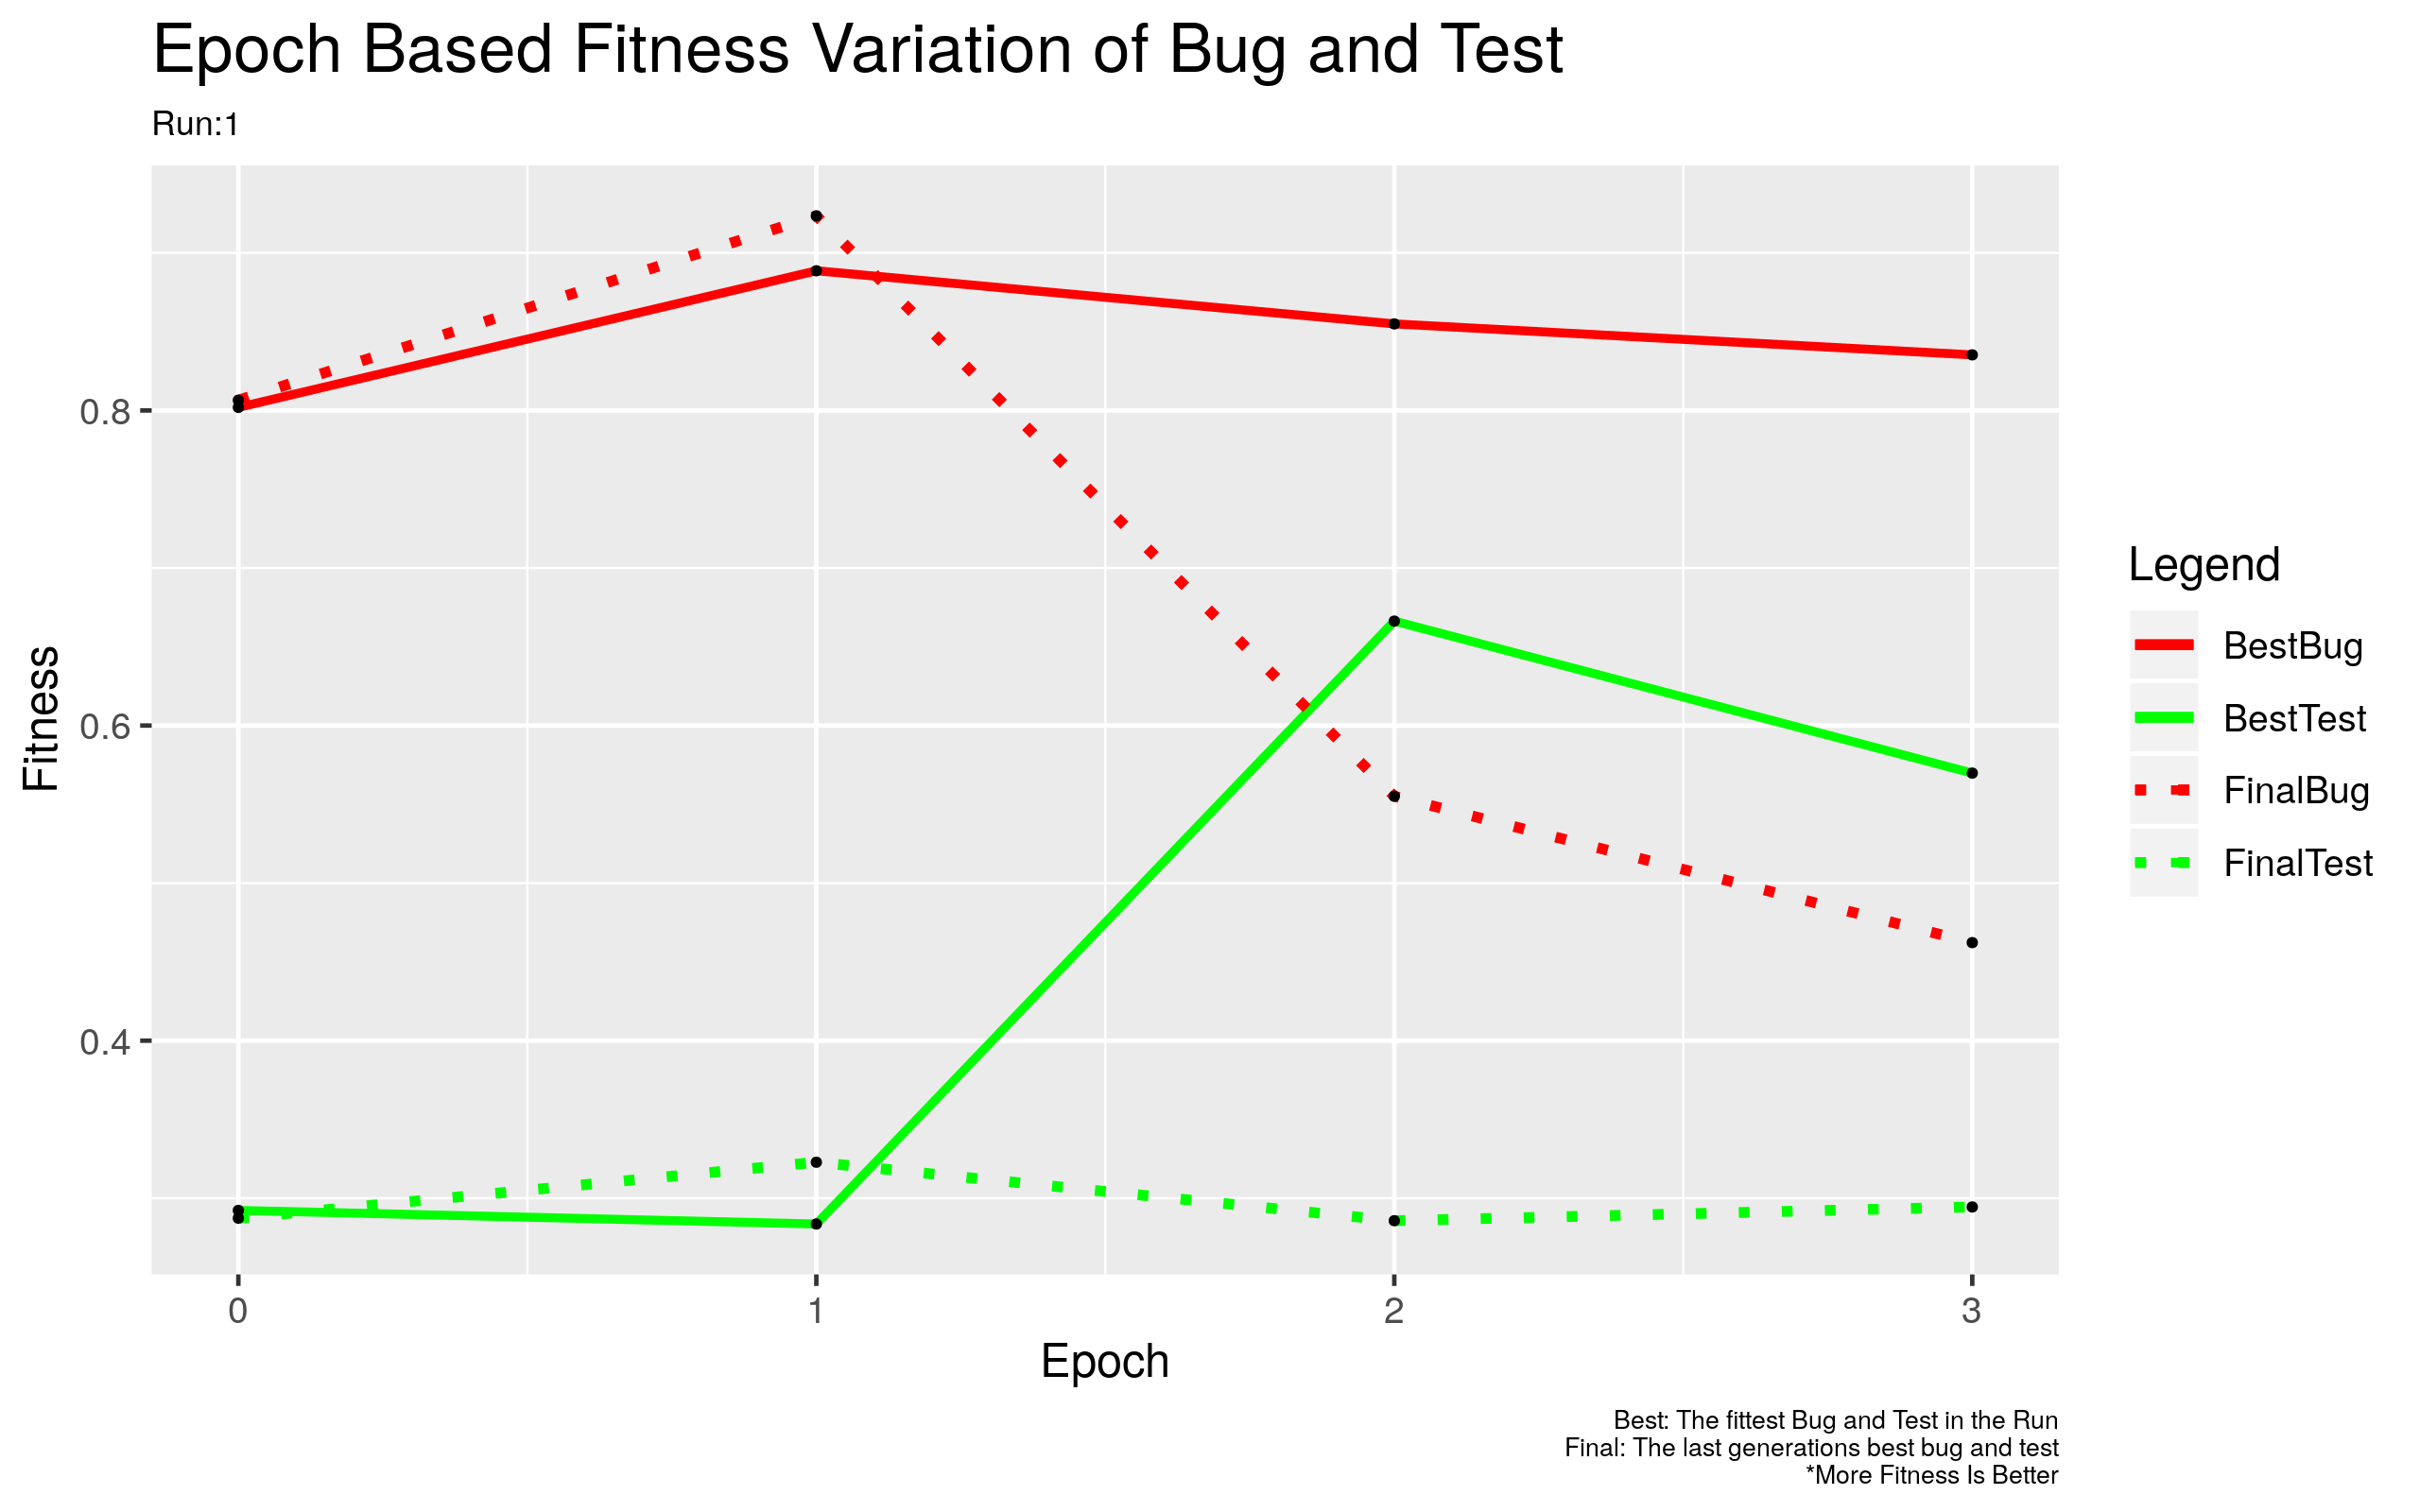 Epoch Based Fitness Variation of Bug and Test
Run:1
Fitness
0.8
0.6
0.4
0
1
2
3
Epoch
Legend
BestBug
BestTest
FinalBug
FinalTest
Best: The fittest Bug and Test in the Run
Final: The last generations best bug and test
*More Fitness Is Better